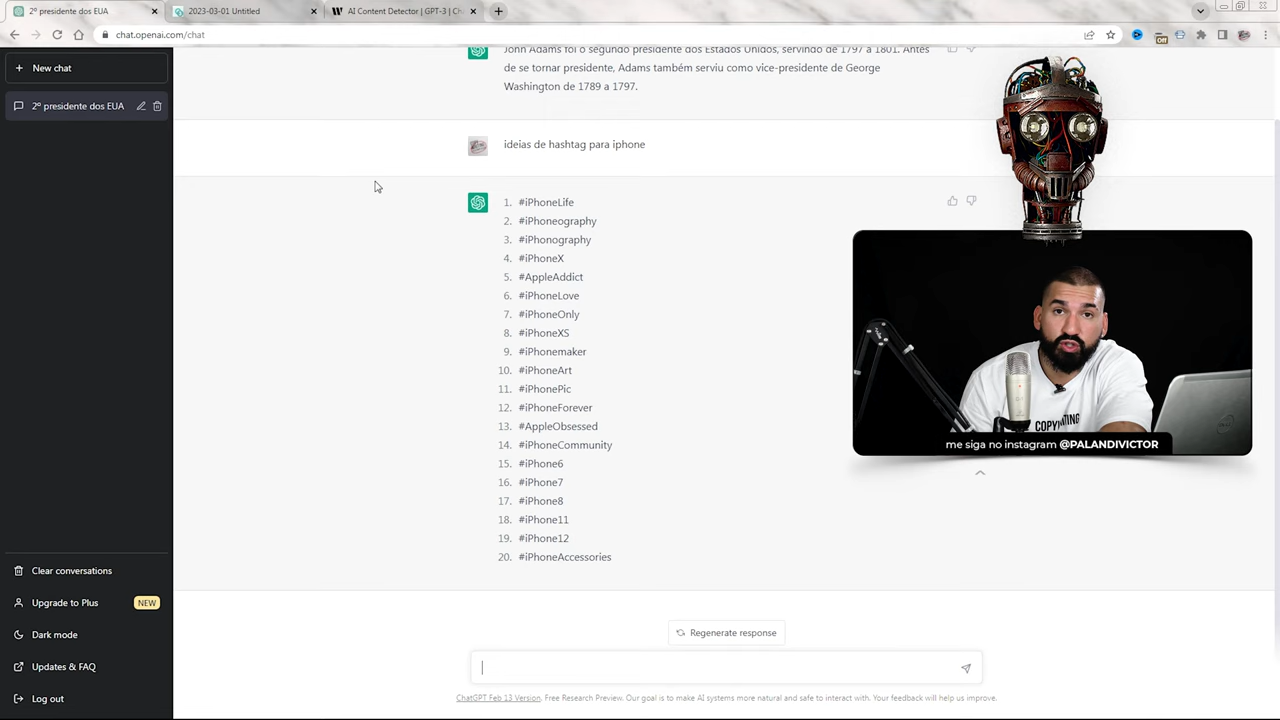 2º presidente dos EUA
2023-03-01 Untitled
AI Content Detector | GPT-3 | Ch
chat.openai.com/chat
Off
New chat
2º presidente dos EUA
John Adams foi o segundo presidente dos Estados Unidos, servindo de 1797 a 1801. Antes
de se tornar presidente, Adams também serviu como vice-presidente de George
Washington de 1789 a 1797.
ideias de hashtag para iphone
1. #iPhoneLife
2. #iPhoneography
3. #iPhonography
4. #iPhoneX
5. #AppleAddict
6. #iPhoneLove
7. #iPhoneOnly
8. #iPhoneXS
9. #iPhonemaker
10. #iPhoneArt
11. #iPhonePic
12. #iPhoneForever
13. #AppleObsessed
14. #iPhoneCommunity
15. #iPhone6
16. #iPhone7
17. #iPhone8
18. #iPhone11
19. #iPhone12
20. #iPhoneAccessories
me siga no instagram @PALANDIVICTOR
Clear conversations
Upgrade to Plus NEW
Dark mode
Updates & FAQ
Log out
Regenerate response
ChatGPT Feb 13 Version. Free Research Preview. Our goal is to make AI systems more natural and safe to interact with. Your feedback will help us improve.